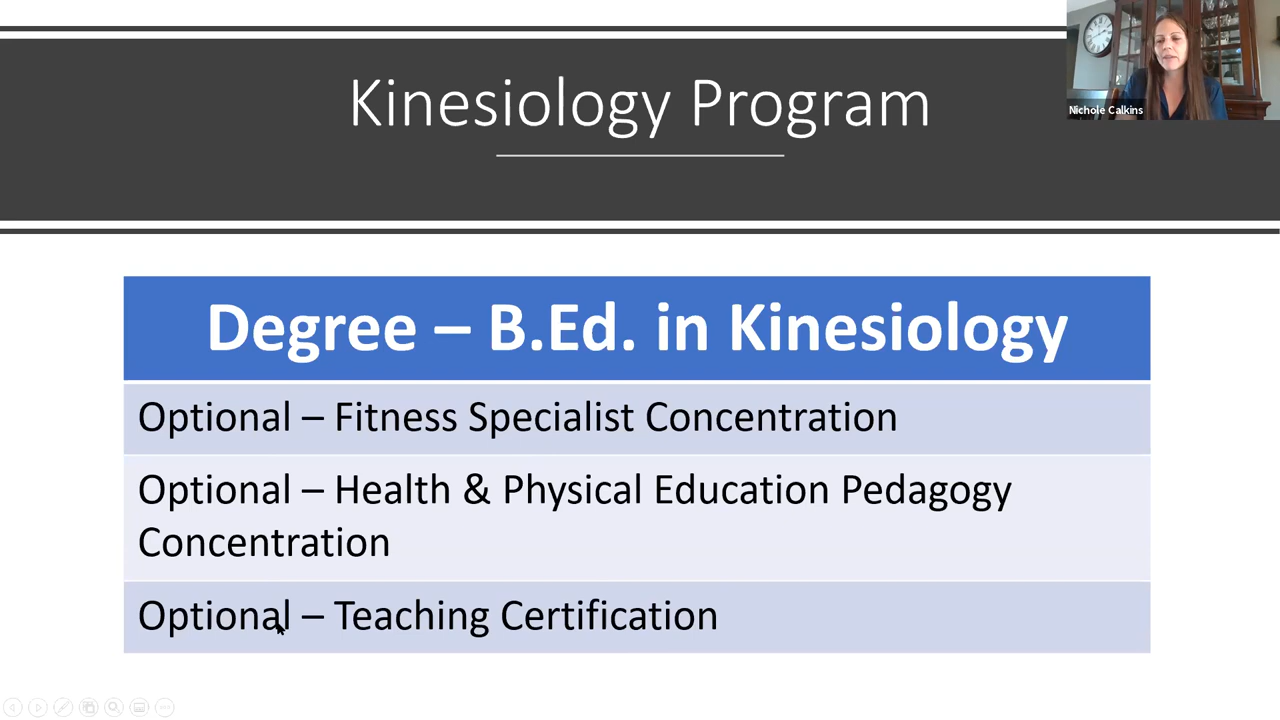 Kinesiology Program
Nichole Calkins
Degree – B.Ed. in Kinesiology
Optional – Fitness Specialist Concentration
Optional – Health & Physical Education Pedagogy
Concentration
Optional – Teaching Certification